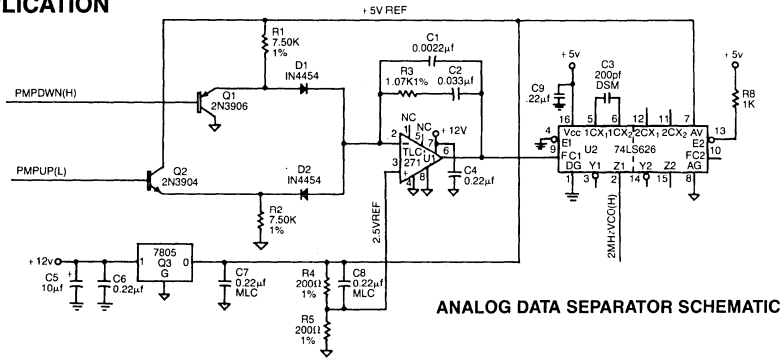 PLICATION
+ 5V REF
R1
7.50K
1%
D1
IN4454
C1
0.0022µf
R3
1.07K1%
C2
0.033µf
+5v
C3
200pf
DSM
C9
.22µf
+5v
R8
1K
PMPDWN(H)
Q1
2N3906
NC
NC
+ 12V
1
5
7
2
6
3
4
8
TLC
271
U1
C4
0.22µf
16
5
6
12
11
7
Vcc 1CX1 1CX2 2CX1 2CX2 AV
4
E1
U2 74LS626
E2
13
9
FC1
FC2
10
DG Y1 Z1 Y2 Z2 AG
1
3
2
14
15
8
2MHzVCO(H)
PMPUP(L)
Q2
2N3904
D2
IN4454
R2
7.50K
1%
2.5VREF
+ 12v
1
7805
Q3
G
0
C5
10µf
+
C6
0.22µf
C7
0.22µf
MLC
R4
200Ω
1%
C8
0.22µf
MLC
R5
200Ω
1%
ANALOG DATA SEPARATOR SCHEMATIC